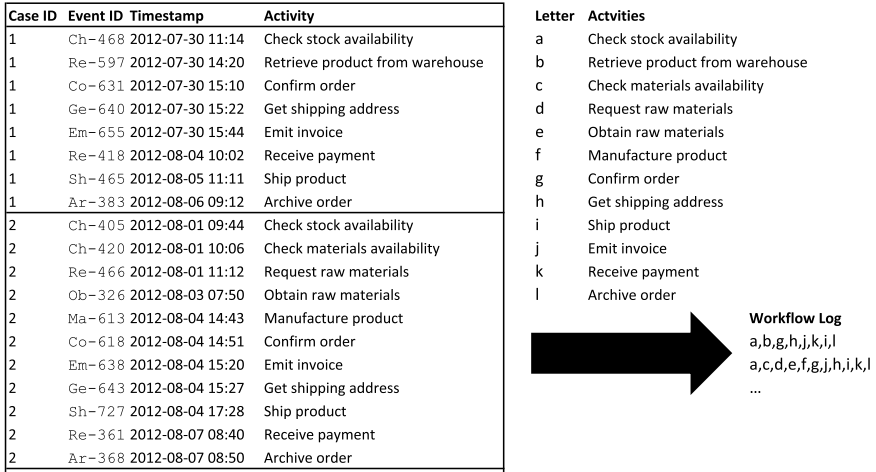 Case ID Event ID Timestamp Activity
1 Ch-468 2012-07-30 11:14 Check stock availability
1 Re-597 2012-07-30 14:20 Retrieve product from warehouse
1 Co-631 2012-07-30 15:10 Confirm order
1 Ge-640 2012-07-30 15:22 Get shipping address
1 Em-655 2012-07-30 15:44 Emit invoice
1 Re-418 2012-08-04 10:02 Receive payment
1 Sh-465 2012-08-05 11:11 Ship product
1 Ar-383 2012-08-06 09:12 Archive order
2 Ch-405 2012-08-01 09:44 Check stock availability
2 Ch-420 2012-08-01 10:06 Check materials availability
2 Re-466 2012-08-01 11:12 Request raw materials
2 Ob-326 2012-08-03 07:50 Obtain raw materials
2 Ma-613 2012-08-04 14:43 Manufacture product
2 Co-618 2012-08-04 14:51 Confirm order
2 Em-638 2012-08-04 15:20 Emit invoice
2 Ge-643 2012-08-04 15:27 Get shipping address
2 Sh-727 2012-08-04 17:28 Ship product
2 Re-361 2012-08-07 08:40 Receive payment
2 Ar-368 2012-08-07 08:50 Archive order
Letter Actvities
a Check stock availability
b Retrieve product from warehouse
c Check materials availability
d Request raw materials
e Obtain raw materials
f Manufacture product
g Confirm order
h Get shipping address
i Ship product
j Emit invoice
k Receive payment
l Archive order
Workflow Log
a,b,g,h,j,k,i,l
a,c,d,e,f,g,j,h,i,k,l
...